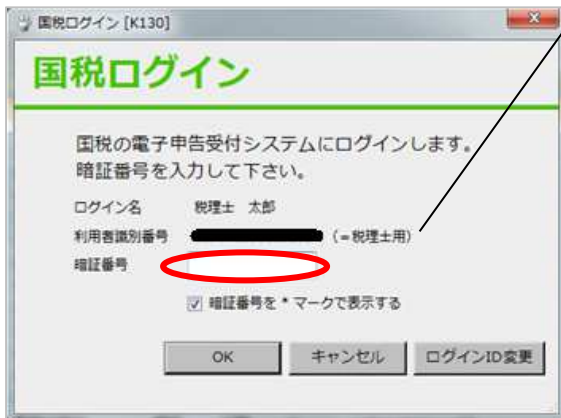 国税ログイン [K130]
国税ログイン
国税の電子申告受付システムにログインします。
暗証番号を入力して下さい。
ログイン名 税理士 太郎
利用者識別番号 (=税理士用)
暗証番号
暗証番号を * マークで表示する
OK キャンセル ログインID変更